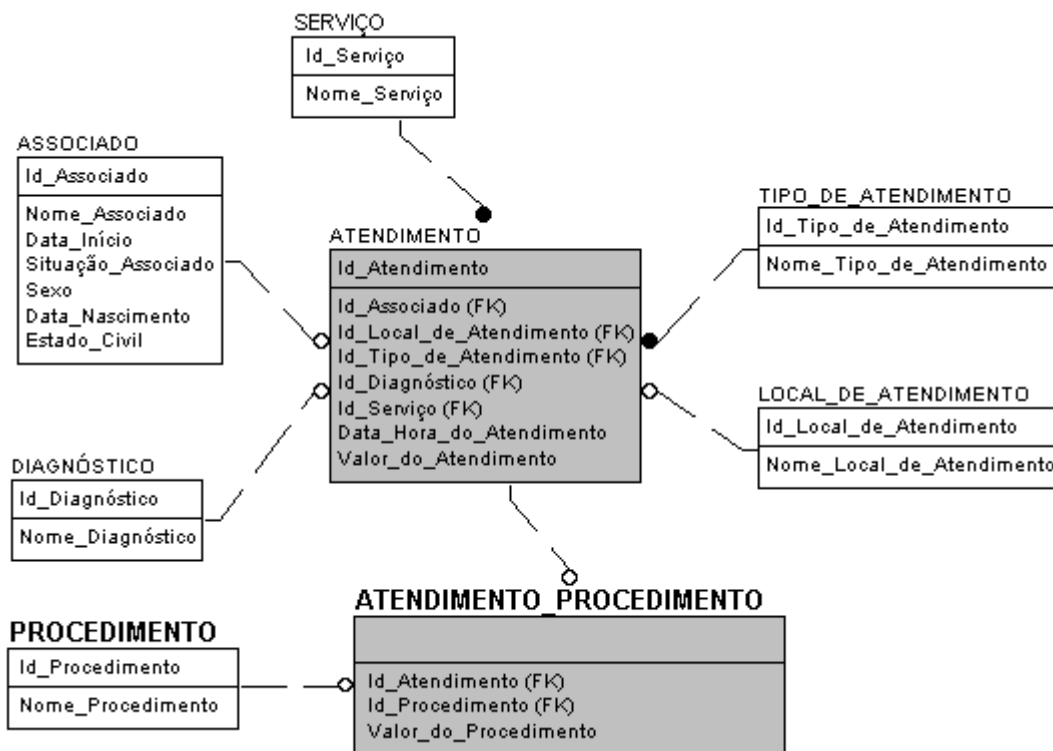 SERVIÇO
Id_Serviço
Nome_Serviço
ASSOCIADO
Id_Associado
Nome_Associado
Data_Início
Situação_Associado
Sexo
Data_Nascimento
Estado_Civil
TIPO_DE_ATENDIMENTO
Id_Tipo_de_Atendimento
Nome_Tipo_de_Atendimento
ATENDIMENTO
Id_Atendimento
Id_Associado (FK)
Id_Local_de_Atendimento (FK)
Id_Tipo_de_Atendimento (FK)
Id_Diagnóstico (FK)
Id_Serviço (FK)
Data_Hora_do_Atendimento
Valor_do_Atendimento
LOCAL_DE_ATENDIMENTO
Id_Local_de_Atendimento
Nome_Local_de_Atendimento
DIAGNÓSTICO
Id_Diagnóstico
Nome_Diagnóstico
ATENDIMENTO_PROCEDIMENTO
Id_Atendimento (FK)
Id_Procedimento (FK)
Valor_do_Procedimento
PROCEDIMENTO
Id_Procedimento
Nome_Procedimento